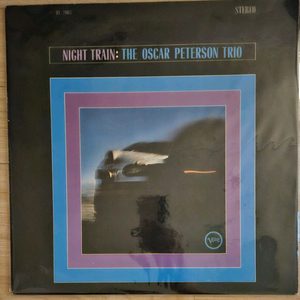 STEREO
NIGHT TRAIN: THE OSCAR PETERSON TRIO
Verve